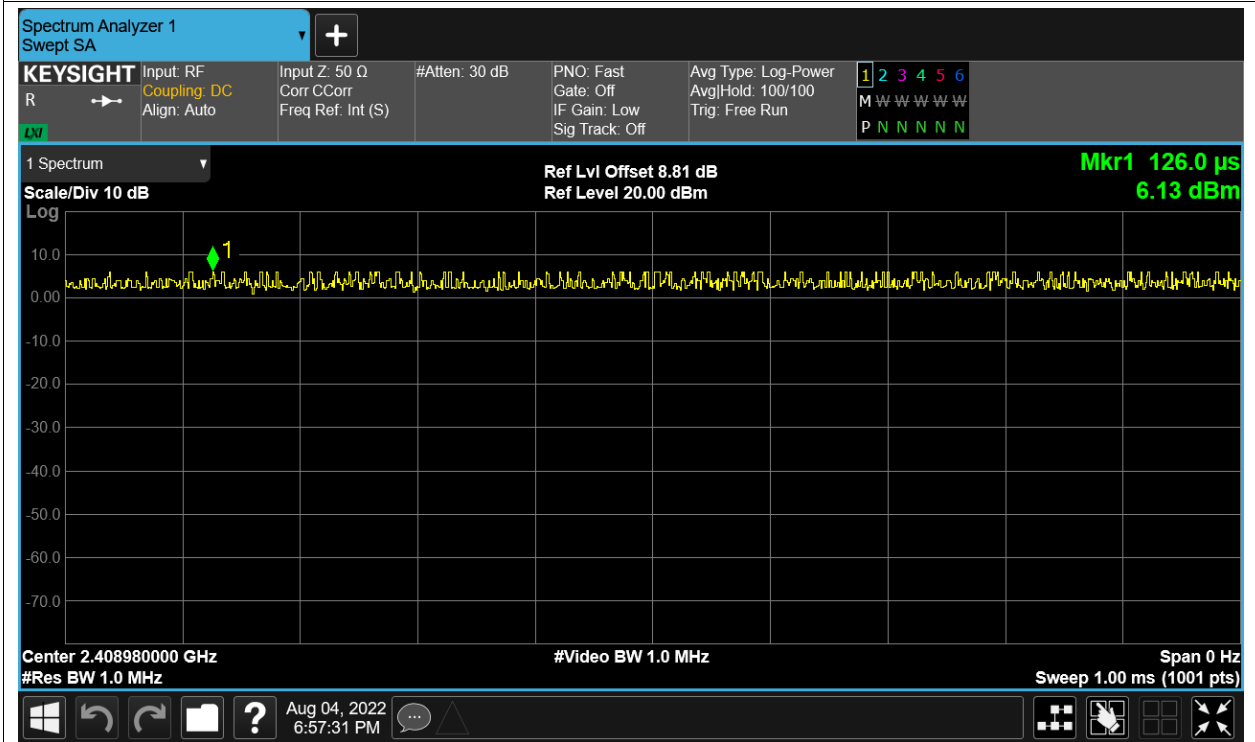 Spectrum Analyzer 1
Swept SA
KEYSIGHT
R
LXI
Input: RF
Coupling: DC
Align: Auto
Input Z: 50 Ω
Corr CCorr
Freq Ref: Int (S)
#Atten: 30 dB
PNO: Fast
Gate: Off
IF Gain: Low
Sig Track: Off
Avg Type: Log-Power
Avg|Hold: 100/100
Trig: Free Run
1 2 3 4 5 6
M W W W W W
P N N N N N
1 Spectrum
Scale/Div 10 dB
Ref Lvl Offset 8.81 dB
Ref Level 20.00 dBm
Mkr1 126.0 µs
6.13 dBm
Log
1
10.0
0.00
-10.0
-20.0
-30.0
-40.0
-50.0
-60.0
-70.0
Center 2.408980000 GHz
#Res BW 1.0 MHz
#Video BW 1.0 MHz
Span 0 Hz
Sweep 1.00 ms (1001 pts)
?
Aug 04, 2022
6:57:31 PM